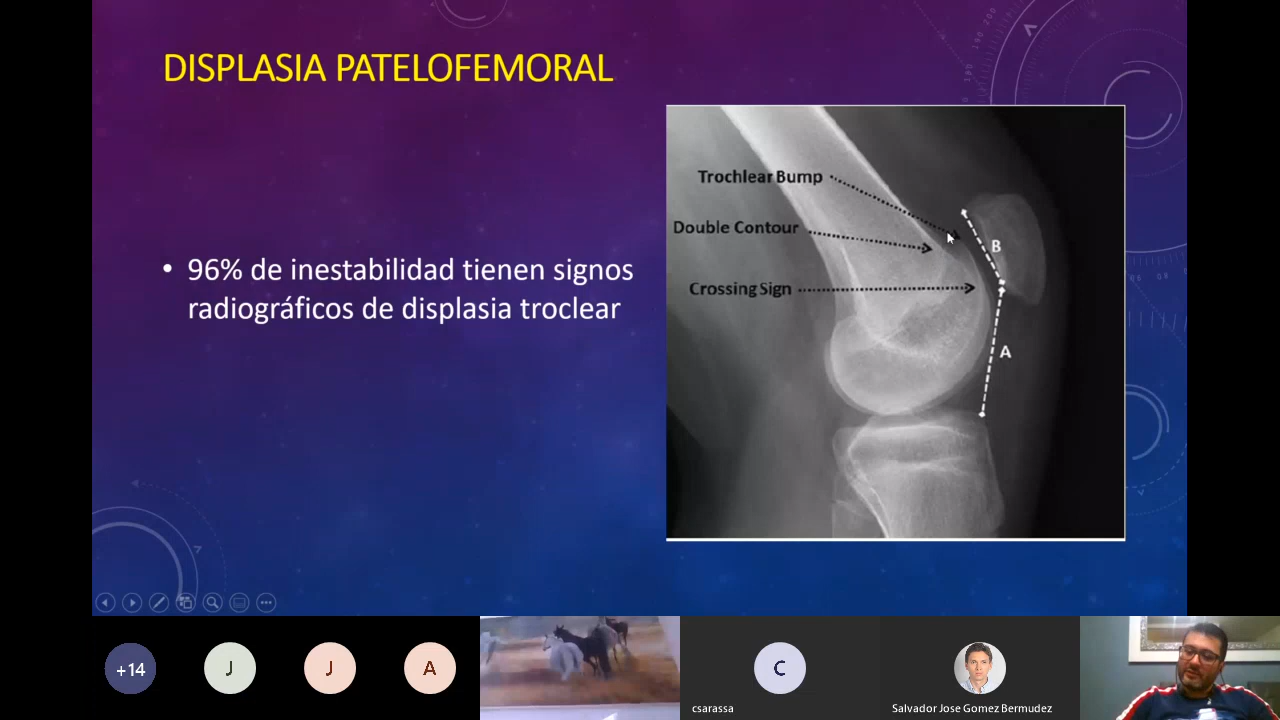 DISPLASIA PATELOFEMORAL
• 96% de inestabilidad tienen signos
radiográficos de displasia troclear
Trochlear Bump
Double Contour
Crossing Sign
B
A
+14
J
J
A
C
csarassa
Salvador Jose Gomez Bermudez